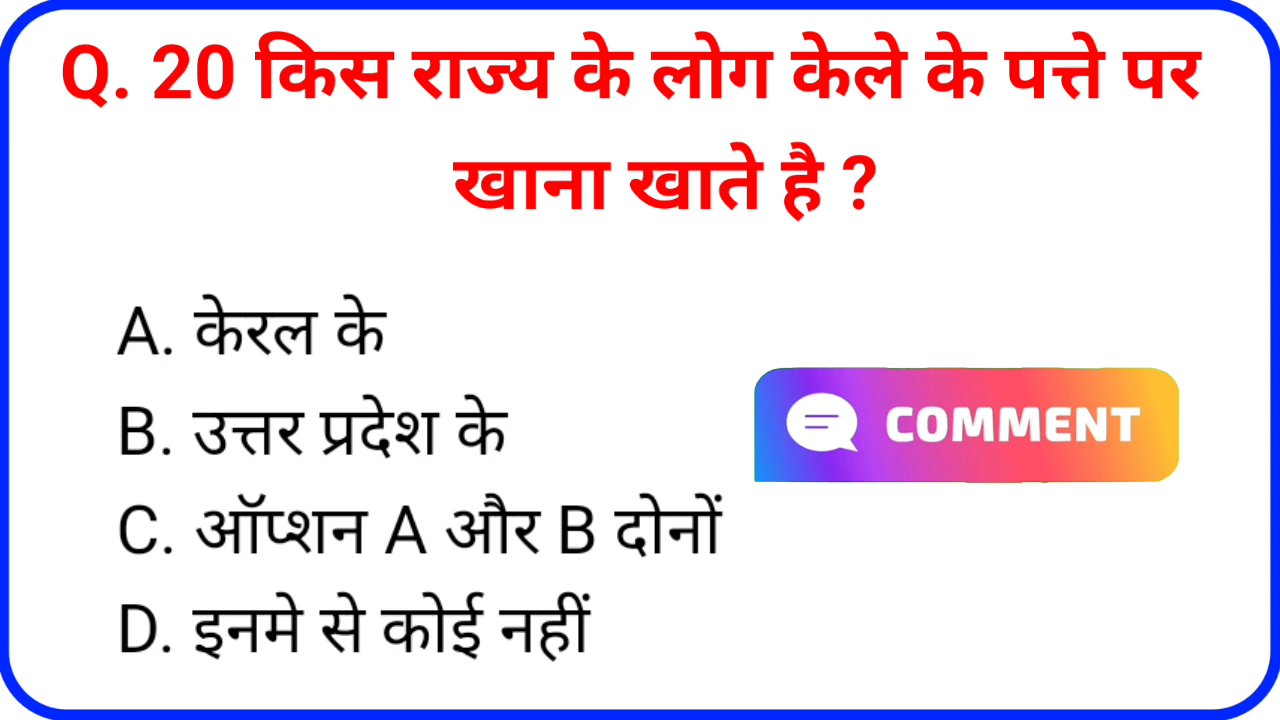 Q. 20 किस राज्य के लोग केले के पत्ते पर
खाना खाते है ?
A. केरल के
B. उत्तर प्रदेश के
COMMENT
C. ऑप्शन A और B दोनों
D. इनमे से कोई नहीं